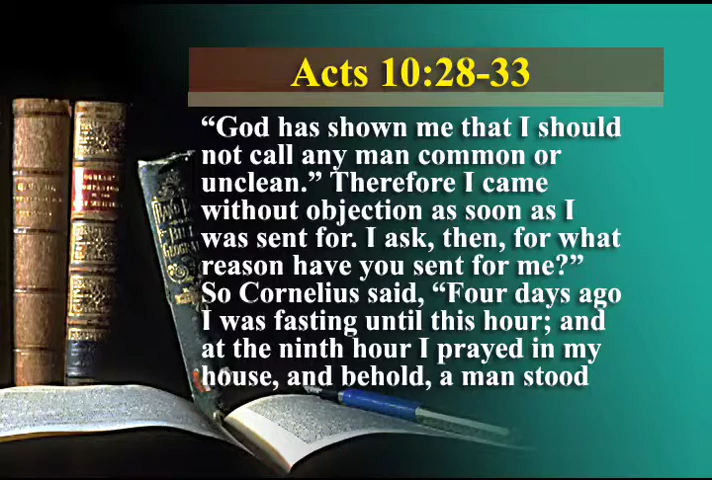 Acts 10:28-33
“God has shown me that I should
not call any man common or
unclean.” Therefore I came
without objection as soon as I
was sent for. I ask, then, for what
reason have you sent for me?”
So Cornelius said, “Four days ago
I was fasting until this hour; and
at the ninth hour I prayed in my
house, and behold, a man stood